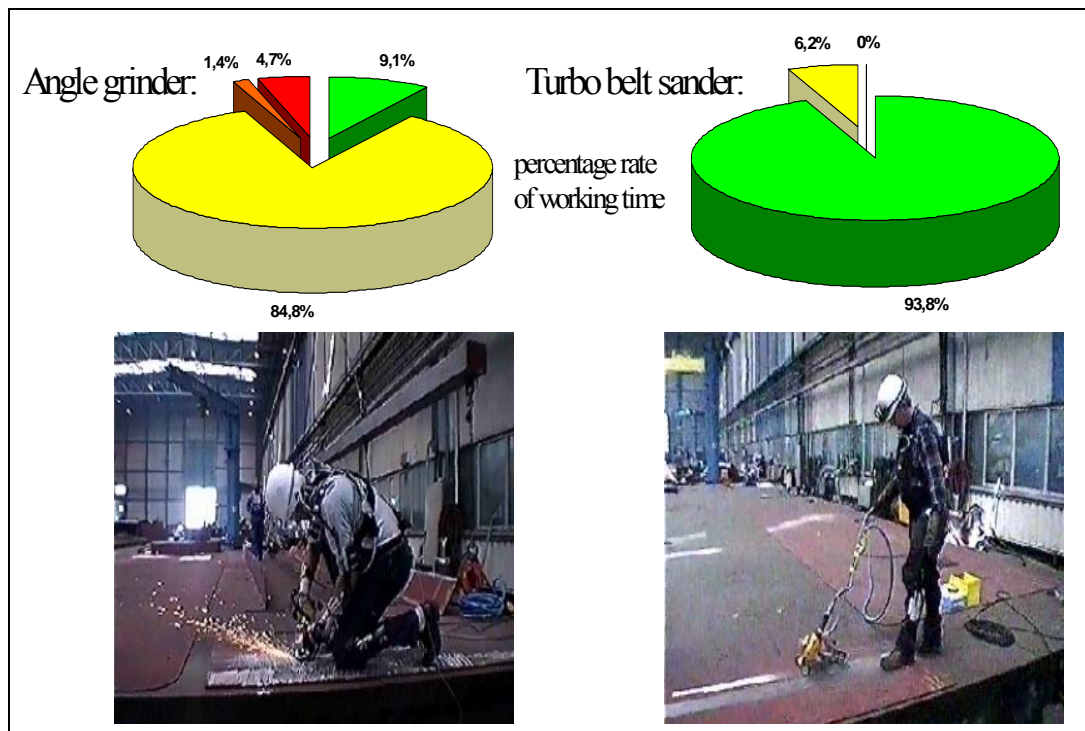 Angle grinder:
1,4%
4,7%
9,1%
84,8%
percentage rate
of working time
Turbo belt sander:
6,2%
0%
93,8%